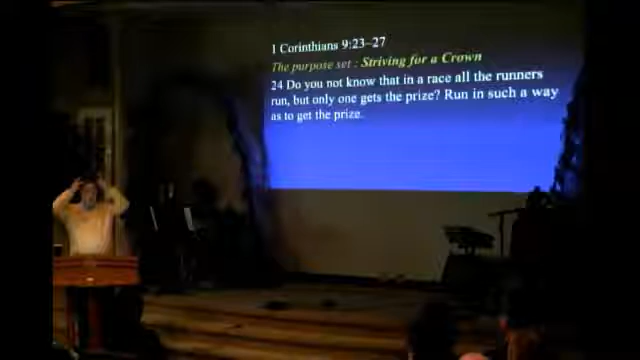 1 Corinthians 9:23–27
The purpose set : Striving for a Crown
24 Do you not know that in a race all the runners
run, but only one gets the prize? Run in such a way
as to get the prize.